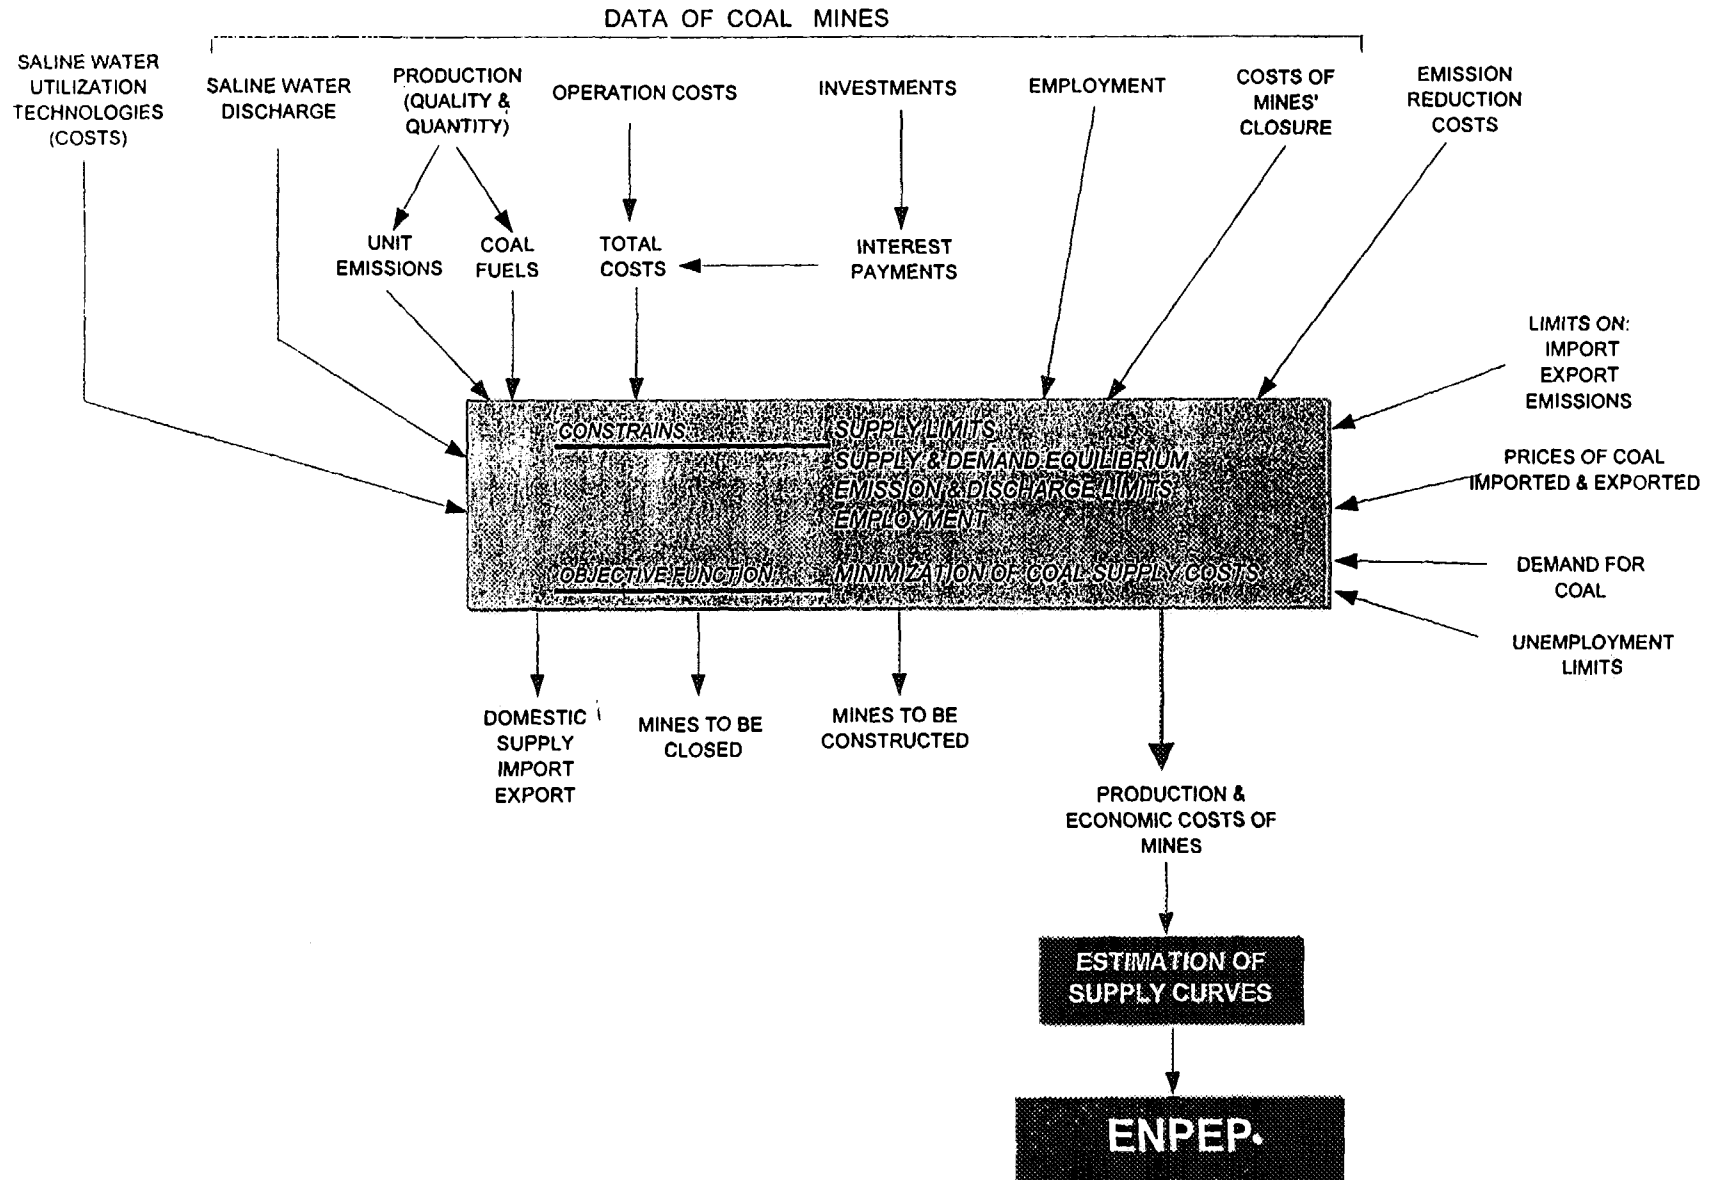 DATA OF COAL MINES
SALINE WATER
UTILIZATION
TECHNOLOGIES
(COSTS)
SALINE WATER
DISCHARGE
PRODUCTION
(QUALITY &
QUANTITY)
OPERATION COSTS
INVESTMENTS
EMPLOYMENT
COSTS OF
MINES'
CLOSURE
EMISSION
REDUCTION
COSTS
UNIT
EMISSIONS
COAL
FUELS
TOTAL
COSTS
INTEREST
PAYMENTS
LIMITS ON:
IMPORT
EXPORT
EMISSIONS
CONSTRAINS
SUPPLY LIMITS
SUPPLY & DEMAND EQUILIBRIUM
EMISSION & DISCHARGE LIMITS
EMPLOYMENT
OBJECTIVE FUNCTION
MINIMIZATION OF COAL SUPPLY COSTS
PRICES OF COAL
IMPORTED & EXPORTED
DEMAND FOR
COAL
UNEMPLOYMENT
LIMITS
DOMESTIC
SUPPLY
IMPORT
EXPORT
MINES TO BE
CLOSED
MINES TO BE
CONSTRUCTED
PRODUCTION &
ECONOMIC COSTS OF
MINES
ESTIMATION OF
SUPPLY CURVES
ENPEP